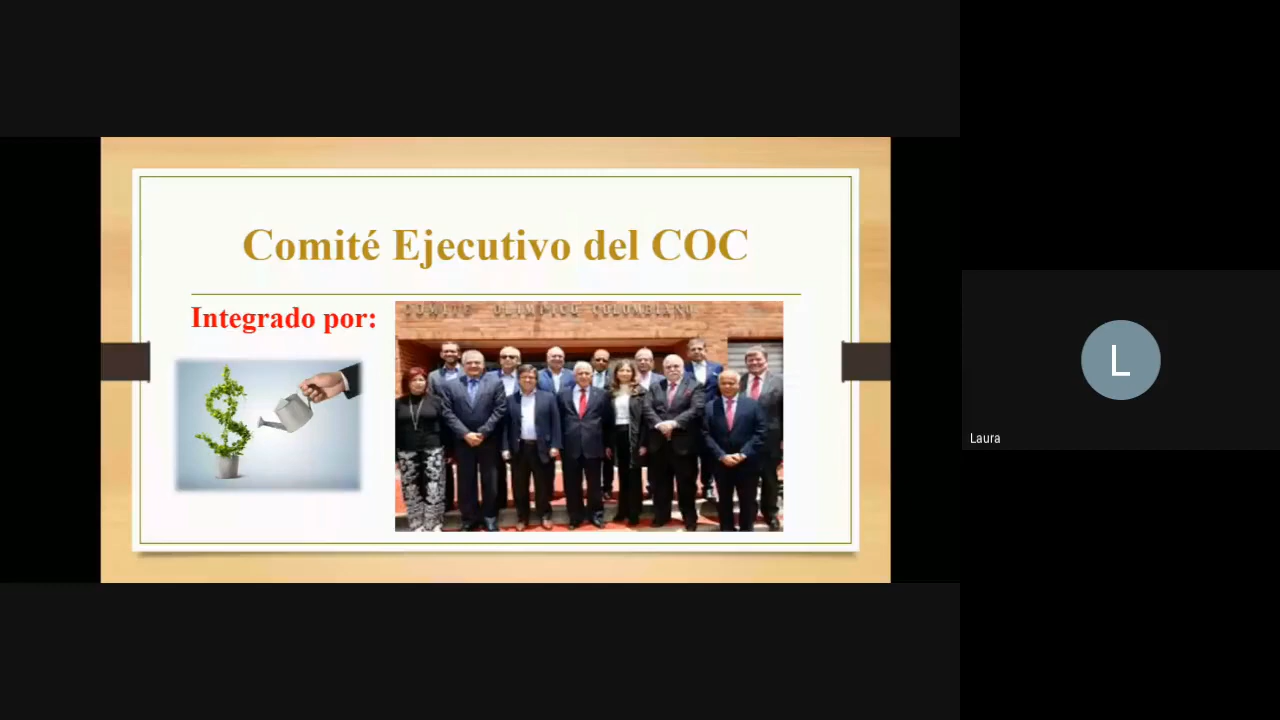 Comité Ejecutivo del COC
Integrado por:
COMITÉ OLÍMPICO COLOMBIANO
L
Laura